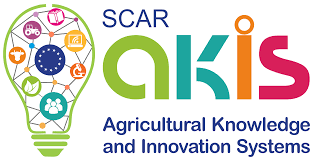 SCAR
akis
Agricultural Knowledge
and Innovation Systems